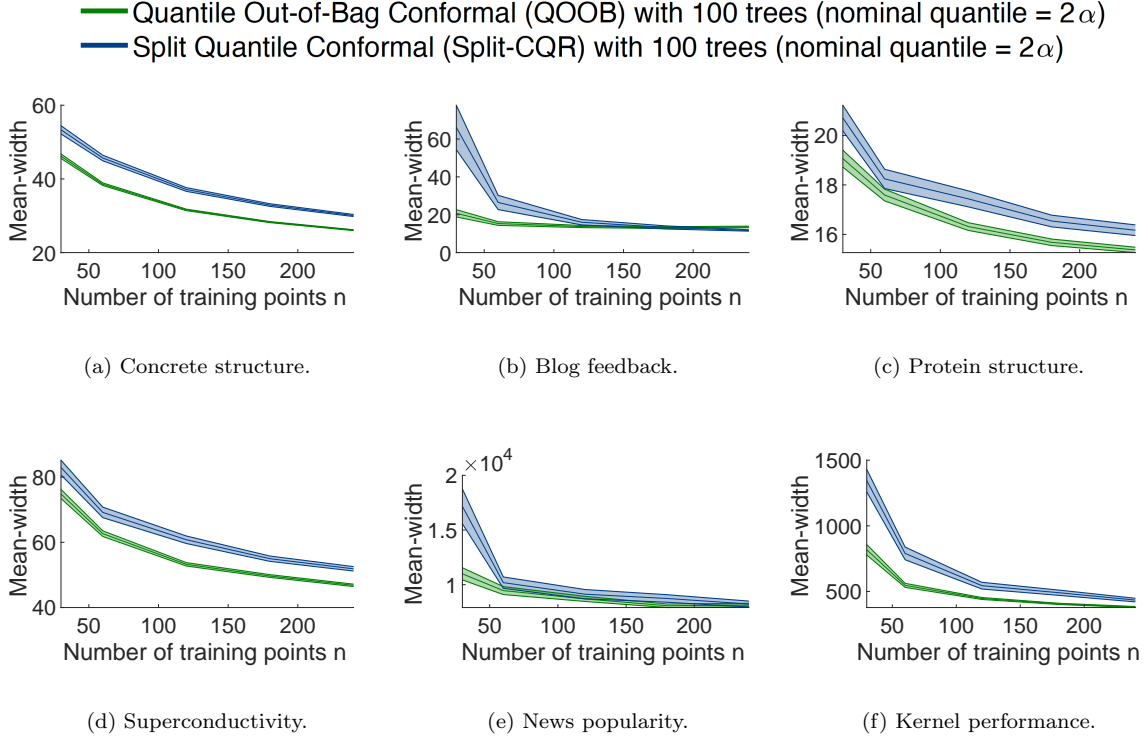 Quantile Out-of-Bag Conformal (QOOB) with 100 trees (nominal quantile = 2α)
Split Quantile Conformal (Split-CQR) with 100 trees (nominal quantile = 2α)
60
40
20
Mean-width
50 100 150 200
Number of training points n
(a) Concrete structure.
60
40
20
0
Mean-width
50 100 150 200
Number of training points n
(b) Blog feedback.
20
18
16
Mean-width
50 100 150 200
Number of training points n
(c) Protein structure.
80
60
40
Mean-width
50 100 150 200
Number of training points n
(d) Superconductivity.
×10⁴
2
1.5
1
Mean-width
50 100 150 200
Number of training points n
(e) News popularity.
1500
1000
500
Mean-width
50 100 150 200
Number of training points n
(f) Kernel performance.